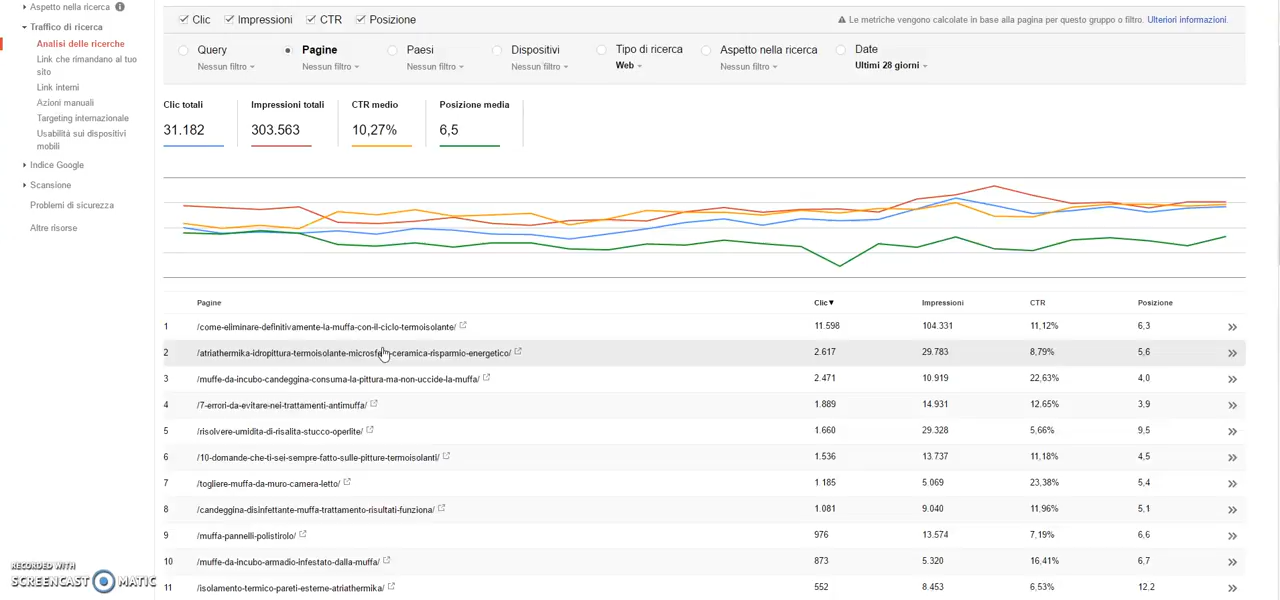 Aspetto nella ricerca
Traffico di ricerca
Analisi delle ricerche
Link che rimandano al tuo
sito
Link interni
Azioni manuali
Targeting internazionale
Usabilità sui dispositivi
mobili
Indice Google
Scansione
Problemi di sicurezza
Altre risorse
Clic Impressioni CTR Posizione
Le metriche vengono calcolate in base alla pagina per questo gruppo o filtro. Ulteriori informazioni.
Query Pagine Paesi Dispositivi Tipo di ricerca Aspetto nella ricerca Date
Nessun filtro Nessun filtro Nessun filtro Nessun filtro Web Nessun filtro Ultimi 28 giorni
Clic totali Impressioni totali CTR medio Posizione media
31.182 303.563 10,27% 6,5
Pagine Clic▼ Impressioni CTR Posizione
1 /come-eliminare-definitivamente-la-muffa-con-il-ciclo-termoisolante/ 11.598 104.331 11,12% 6,3 »
2 /atriathermika-idropittura-termoisolante-microsfere-ceramica-risparmio-energetico/ 2.617 29.783 8,79% 5,6 »
3 /muffe-da-incubo-candeggina-consuma-la-pittura-ma-non-uccide-la-muffa/ 2.471 10.919 22,63% 4,0 »
4 /7-errori-da-evitare-nei-trattamenti-antimuffa/ 1.889 14.931 12,65% 3,9 »
5 /risolvere-umidita-di-risalita-stucco-operlite/ 1.660 29.328 5,66% 9,5 »
6 /10-domande-che-ti-sei-sempre-fatto-sulle-pitture-termoisolanti/ 1.536 13.737 11,18% 4,5 »
7 /togliere-muffa-da-muro-camera-letto/ 1.185 5.069 23,38% 5,4 »
8 /candeggina-disinfettante-muffa-trattamento-risultati-funziona/ 1.081 9.040 11,96% 5,1 »
9 /muffa-pannelli-polistirolo/ 976 13.574 7,19% 6,6 »
10 /muffe-da-incubo-armadio-infestato-dalla-muffa/ 873 5.320 16,41% 6,7 »
11 /isolamento-termico-pareti-esterne-atriathermika/ 552 8.453 6,53% 12,2 »
RECORDED WITH
SCREENCAST MATIC